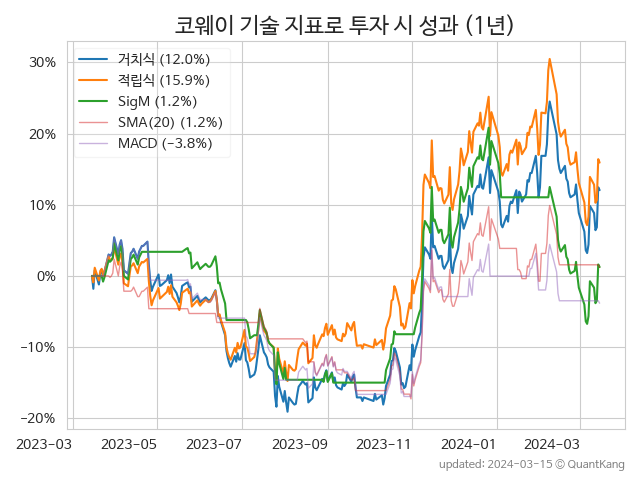 코웨이 기술 지표로 투자 시 성과 (1년)
거치식 (12.0%)
적립식 (15.9%)
SigM (1.2%)
SMA(20) (1.2%)
MACD (−3.8%)
30%
20%
10%
0%
−10%
−20%
2023−03 2023−05 2023−07 2023−09 2023−11 2024−01 2024−03
updated: 2024−03−15 ⓒ QuantKang